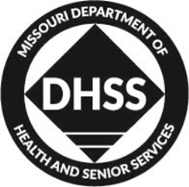 MISSOURI DEPARTMENT OF
DHSS
HEALTH AND SENIOR SERVICES